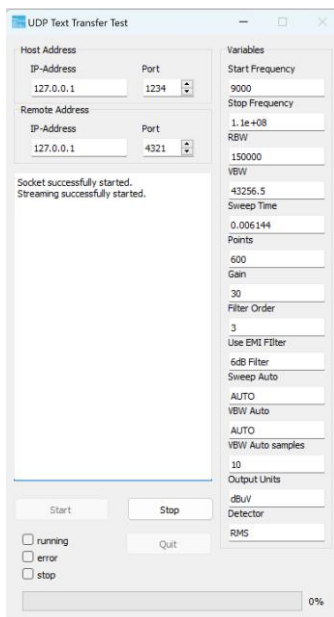 UDP Text Transfer Test
Host Address
IP-Address Port
127.0.0.1 1234
Remote Address
IP-Address Port
127.0.0.1 4321
Socket successfully started.
Streaming successfully started.
Start Stop
running
Quit
error
stop
0%
Variables
Start Frequency
9000
Stop Frequency
1.1e+08
RBW
150000
VBW
43256.5
Sweep Time
0.006144
Points
600
Gain
30
Filter Order
3
Use EMI FIlter
6dB Filter
Sweep Auto
AUTO
VBW Auto
AUTO
VBW Auto samples
10
Output Units
dBuV
Detector
RMS